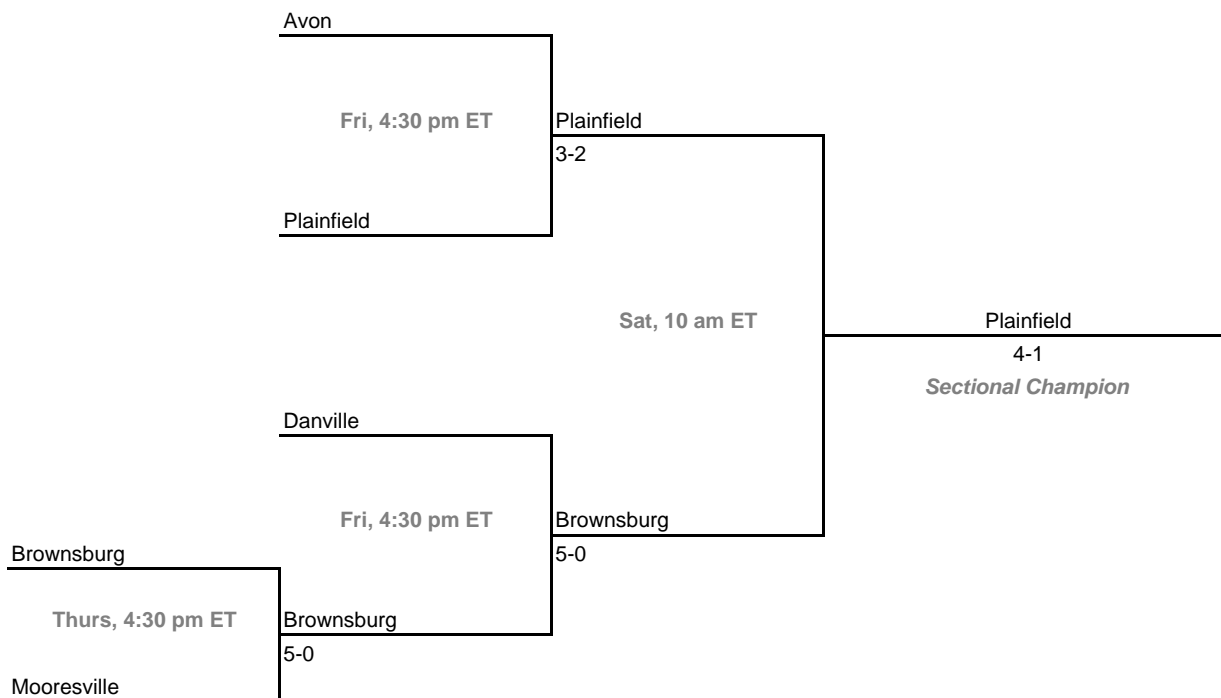 Avon
Fri, 4:30 pm ET
Plainfield
3-2
Plainfield
Sat, 10 am ET
Plainfield
4-1
Sectional Champion
Danville
Fri, 4:30 pm ET
Brownsburg
5-0
Brownsburg
Thurs, 4:30 pm ET
Brownsburg
5-0
Mooresville